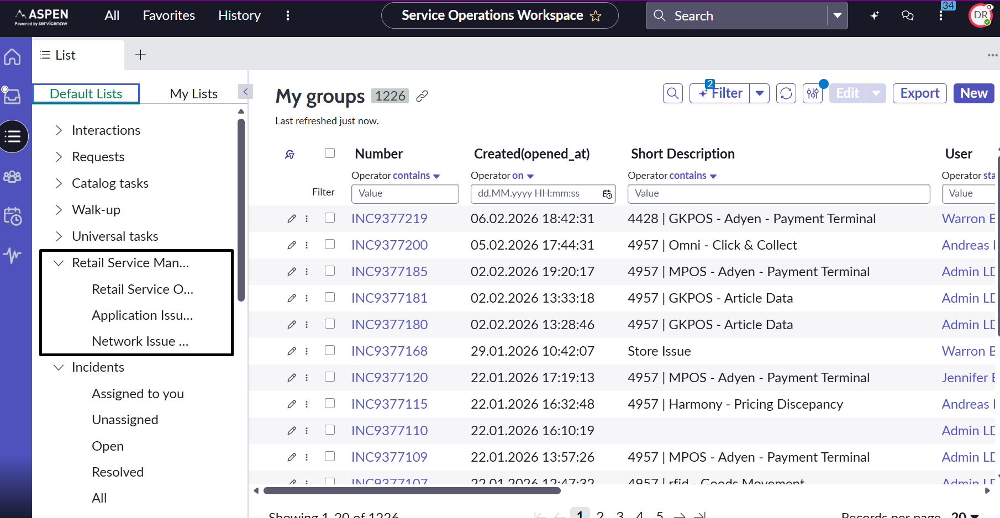 ASPEN
Powered by servicenow
All
Favorites
History
Service Operations Workspace
Search
34
DR
List
Default Lists
My Lists
Interactions
Requests
Catalog tasks
Walk-up
Universal tasks
Retail Service Man...
Retail Service O...
Application Issu...
Network Issue ...
Incidents
Assigned to you
Unassigned
Open
Resolved
All
My groups 1226
Last refreshed just now.
2
Filter
Edit
Export
New
Number Created(opened_at) Short Description User
Operator contains Operator on Operator contains Operator sta
Filter Value dd.MM.yyyy HH:mm:ss Value Value
INC9377219 06.02.2026 18:42:31 4428 | GKPOS - Adyen - Payment Terminal Warron B
INC9377200 05.02.2026 17:44:31 4957 | Omni - Click & Collect Andreas
INC9377185 02.02.2026 19:20:17 4957 | MPOS - Adyen - Payment Terminal Admin LD
INC9377181 02.02.2026 13:33:18 4957 | GKPOS - Article Data Admin LD
INC9377180 02.02.2026 13:28:46 4957 | GKPOS - Article Data Admin LD
INC9377168 29.01.2026 10:42:07 Store Issue Warron B
INC9377120 22.01.2026 17:19:13 4957 | MPOS - Adyen - Payment Terminal Jennifer
INC9377115 22.01.2026 16:32:48 4957 | Harmony - Pricing Discepancy Andreas
INC9377110 22.01.2026 16:10:19 Admin LD
INC9377109 22.01.2026 13:57:26 4957 | MPOS - Adyen - Payment Terminal Admin LD
INC9377107 22.01.2026 12:47:32 4957 | rfid - Goods Movement Admin LD
Showing 1-20 of 1226
1 2 3 4 5
Records per page 20